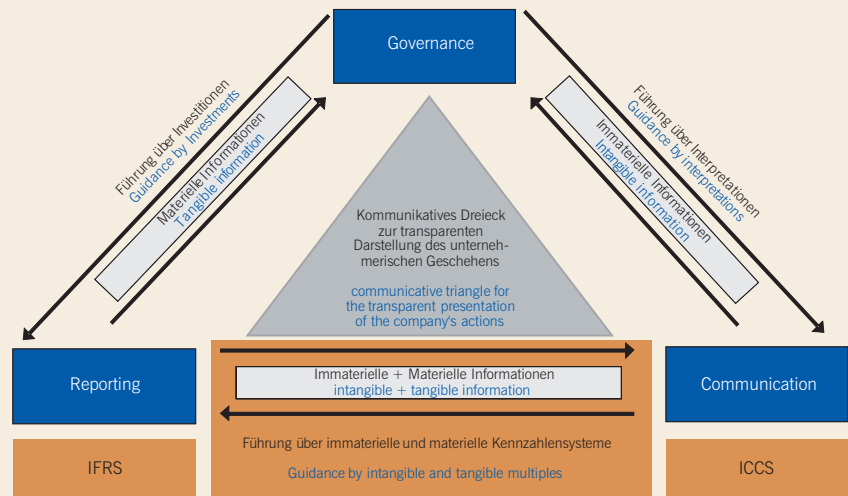 Governance
Führung über Investitionen
Guidance by Investments
Materielle Informationen
Tangible information
Führung über Interpretationen
Guidance by interpretations
Immaterielle Informationen
Intangible information
Kommunikatives Dreieck
zur transparenten
Darstellung des unterneh-
merischen Geschehens
communicative triangle for
the transparent presentation
of the company's actions
Reporting
Immaterielle + Materielle Informationen
intangible + tangible information
Communication
Führung über immaterielle und materielle Kennzahlensysteme
Guidance by intangible and tangible multiples
IFRS
ICCS